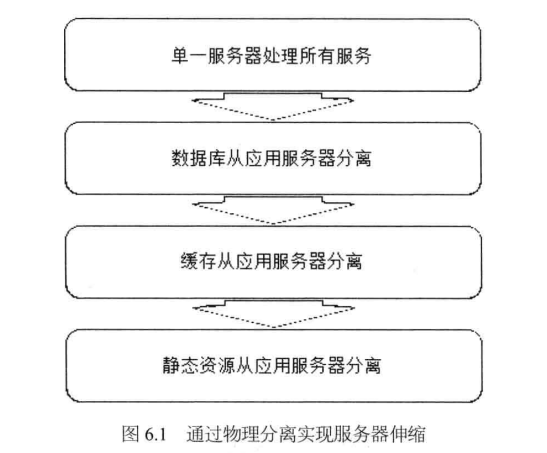 单一服务器处理所有服务
数据库从应用服务器分离
缓存从应用服务器分离
静态资源从应用服务器分离
图 6.1 通过物理分离实现服务器伸缩